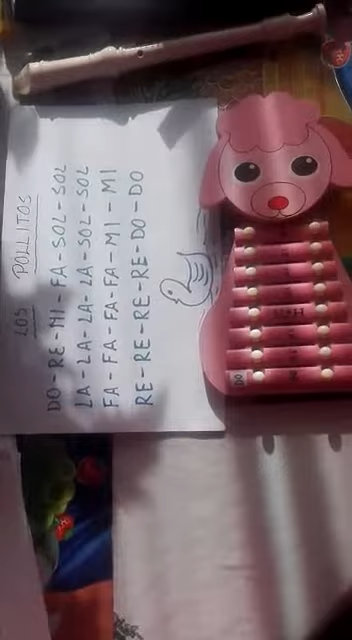 LOS POLLITOS
DO-RE-MI-FA-SOL-SOL
LA-LA-LA-LA-SOL-SOL
FA-FA-FA-FA-MI-MI
RE-RE-RE-RE-DO-DO
DO